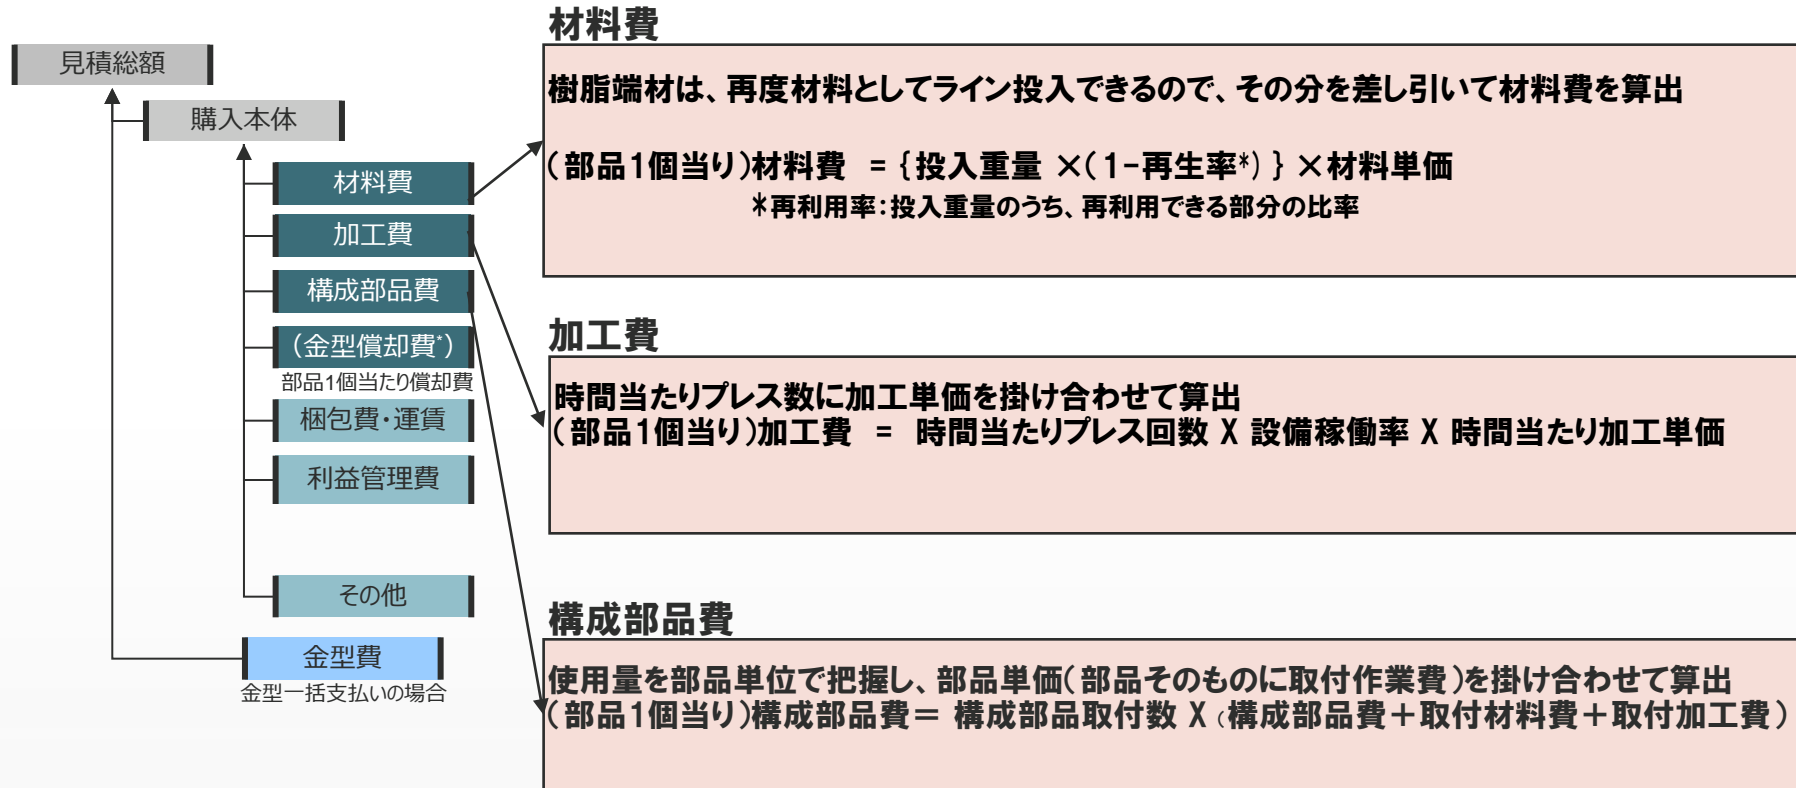 見積総額
購入本体
材料費
加工費
構成部品費
（金型償却費*）
部品1個当たり償却費
梱包費・運賃
利益管理費
その他
金型費
金型一括支払いの場合
材料費
樹脂端材は、再度材料としてライン投入できるので、その分を差し引いて材料費を算出
（部品1個当り）材料費 = {投入重量 ×(1-再生率*) } ×材料単価
*再利用率：投入重量のうち、再利用できる部分の比率
加工費
時間当たりプレス数に加工単価を掛け合わせて算出
（部品1個当り）加工費 = 時間当たりプレス回数 X 設備稼働率 X 時間当たり加工単価
構成部品費
使用量を部品単位で把握し、部品単価（部品そのものに取付作業費）を掛け合わせて算出
（部品1個当り）構成部品費＝ 構成部品取付数 X（構成部品費＋取付材料費＋取付加工費）